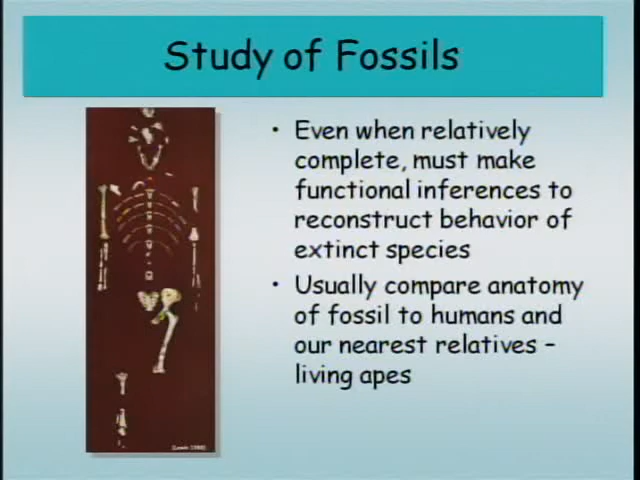 Study of Fossils
• Even when relatively
complete, must make
functional inferences to
reconstruct behavior of
extinct species
• Usually compare anatomy
of fossil to humans and
our nearest relatives –
living apes